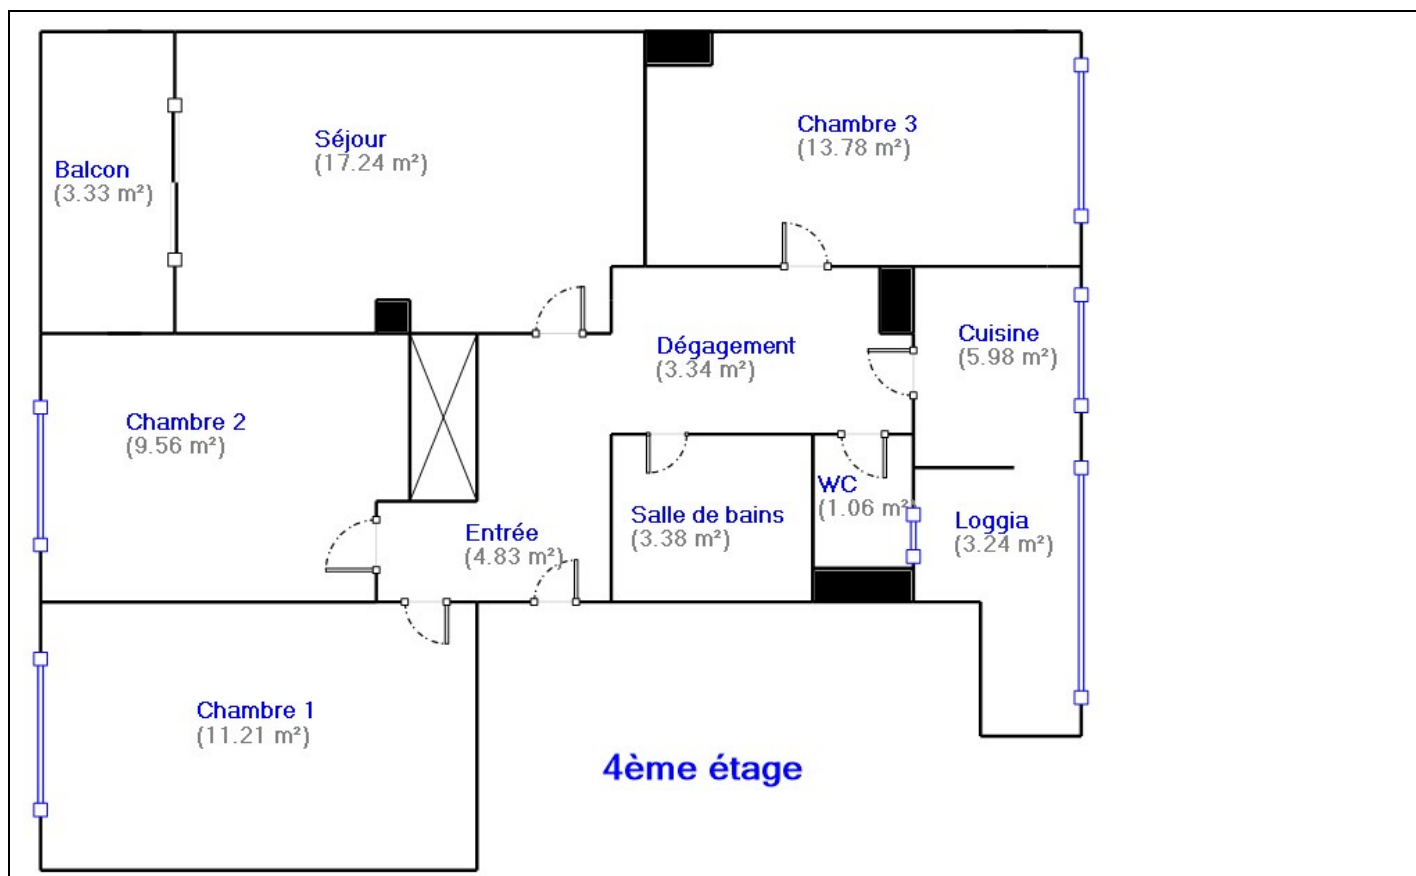 Séjour
(17.24 m²)
Chambre 3
(13.78 m²)
Balcon
(3.33 m²)
Cuisine
(5.98 m²)
Dégagement
(3.34 m²)
Chambre 2
(9.56 m²)
WC
(1.06 m²)
Salle de bains
(3.38 m²)
Entrée
(4.83 m²)
Loggia
(3.24 m²)
Chambre 1
(11.21 m²)
4ème étage